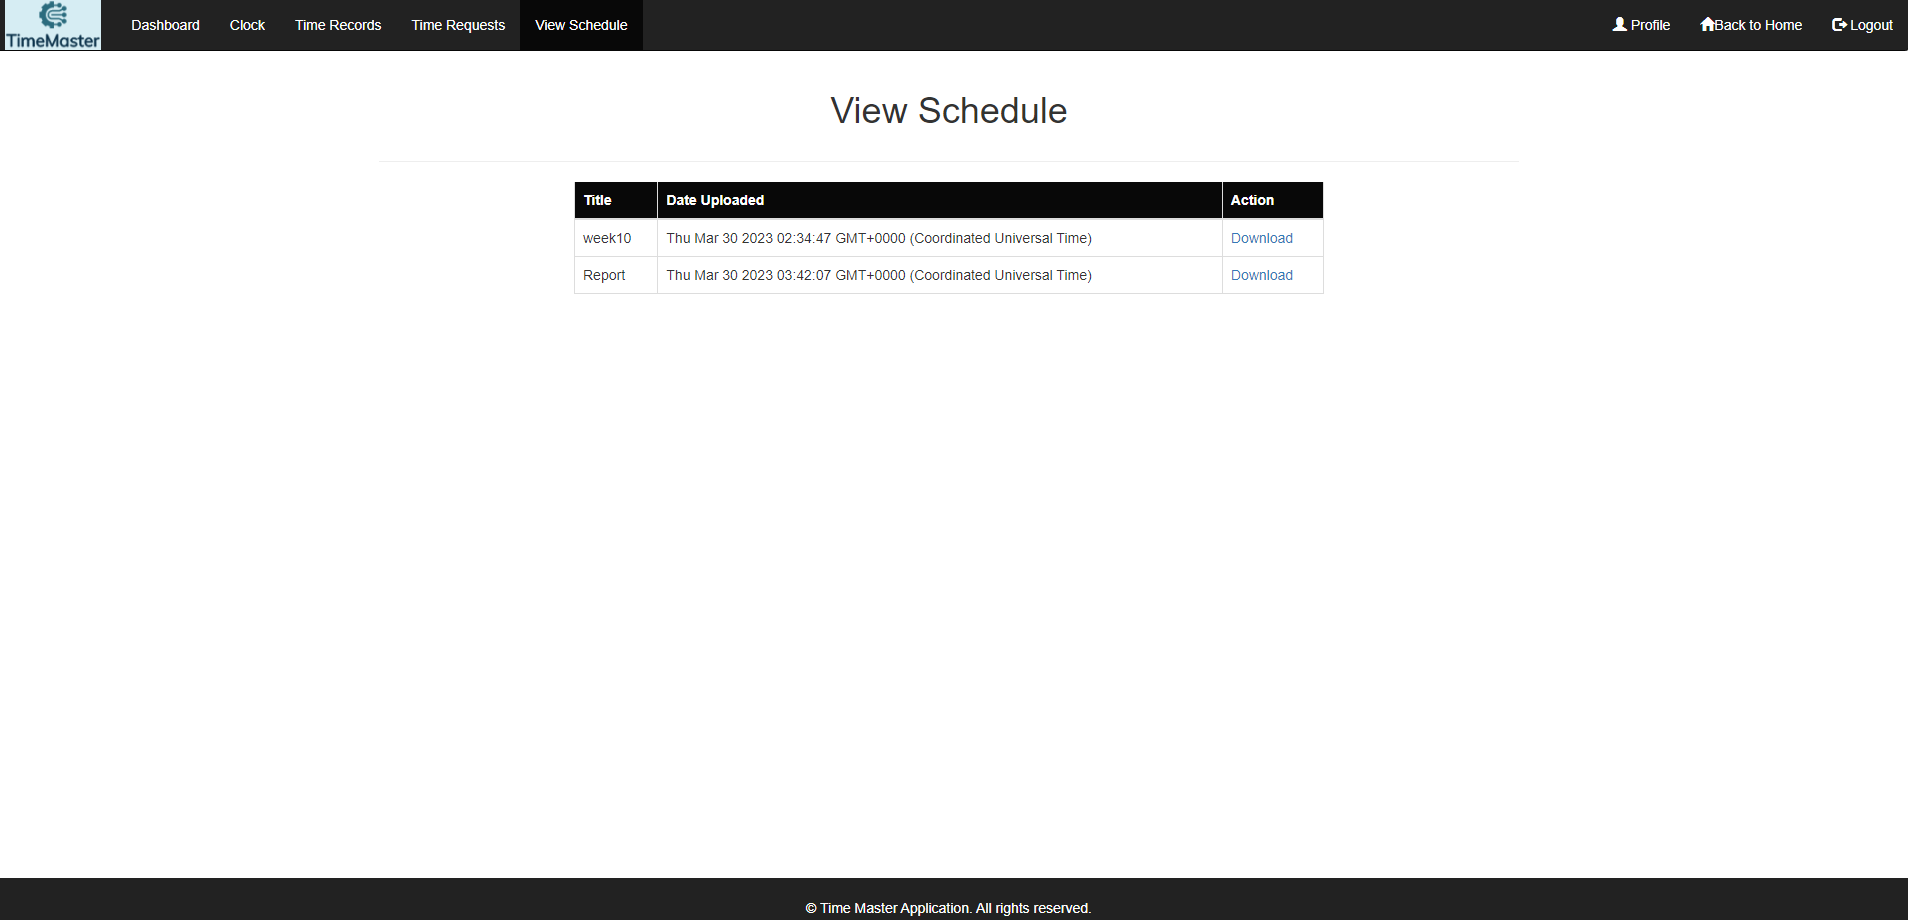 TimeMaster
Dashboard Clock Time Records Time Requests View Schedule Profile Back to Home Logout
View Schedule
Title Date Uploaded Action
week10 Thu Mar 30 2023 02:34:47 GMT+0000 (Coordinated Universal Time) Download
Report Thu Mar 30 2023 03:42:07 GMT+0000 (Coordinated Universal Time) Download
© Time Master Application. All rights reserved.